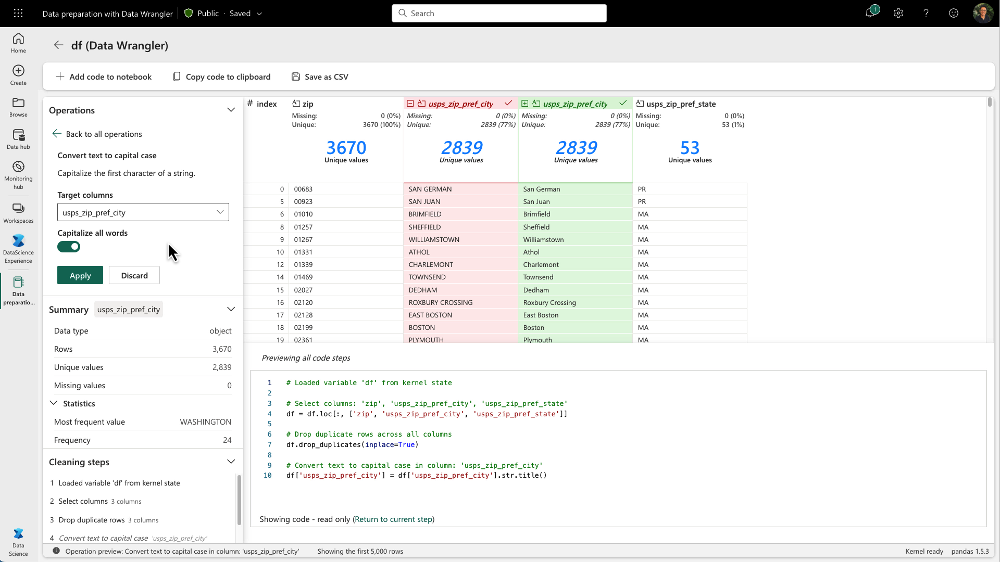 Data preparation with Data Wrangler
Public · Saved
Search
1
Home
Create
Browse
Data hub
Monitoring
hub
Workspaces
DataScience
Experience
Data
preparatio...
Data
Science
df (Data Wrangler)
Add code to notebook
Copy code to clipboard
Save as CSV
Operations
Back to all operations
Convert text to capital case
Capitalize the first character of a string.
Target columns
usps_zip_pref_city
Capitalize all words
Apply Discard
Summary usps_zip_pref_city
Data type object
Rows 3,670
Unique values 2,839
Missing values 0
Statistics
Most frequent value WASHINGTON
Frequency 24
Cleaning steps
1 Loaded variable 'df' from kernel state
2 Select columns 3 columns
3 Drop duplicate rows 3 columns
4 Convert text to capital case 'usps_zip_pref_city'
# index zip usps_zip_pref_city usps_zip_pref_city usps_zip_pref_state
Missing: 0 (0%) Missing: 0 (0%) Missing: 0 (0%) Missing: 0 (0%)
Unique: 3670 (100%) Unique: 2839 (77%) Unique: 2839 (77%) Unique: 53 (1%)
3670 2839 2839 53
Unique values Unique values Unique values Unique values
0 00683 SAN GERMAN San German PR
5 00923 SAN JUAN San Juan PR
6 01010 BRIMFIELD Brimfield MA
8 01257 SHEFFIELD Sheffield MA
9 01267 WILLIAMSTOWN Williamstown MA
10 01331 ATHOL Athol MA
12 01339 CHARLEMONT Charlemont MA
14 01469 TOWNSEND Townsend MA
15 02027 DEDHAM Dedham MA
16 02120 ROXBURY CROSSING Roxbury Crossing MA
17 02128 EAST BOSTON East Boston MA
18 02199 BOSTON Boston MA
19 02361 PLYMOUTH Plymouth MA
Previewing all code steps
1 # Loaded variable 'df' from kernel state
2
3 # Select columns: 'zip', 'usps_zip_pref_city', 'usps_zip_pref_state'
4 df = df.loc[:, ['zip', 'usps_zip_pref_city', 'usps_zip_pref_state']]
5
6 # Drop duplicate rows across all columns
7 df.drop_duplicates(inplace=True)
8
9 # Convert text to capital case in column: 'usps_zip_pref_city'
10 df['usps_zip_pref_city'] = df['usps_zip_pref_city'].str.title()
Showing code - read only (Return to current step)
Operation preview: Convert text to capital case in column: 'usps_zip_pref_city' Showing the first 5,000 rows
Kernel ready pandas 1.5.3